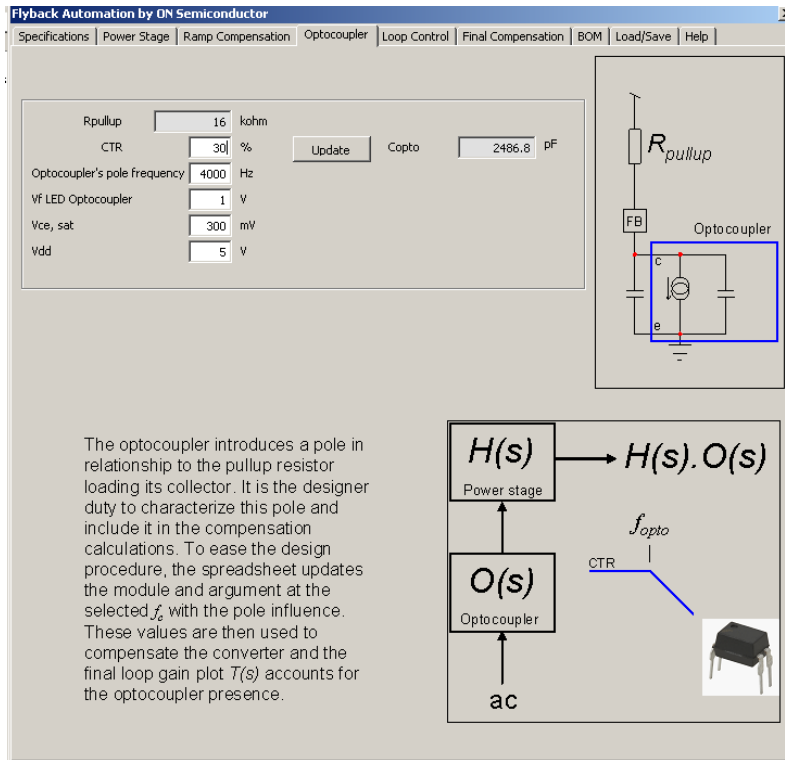 Flyback Automation by ON Semiconductor
Specifications Power Stage Ramp Compensation Optocoupler Loop Control Final Compensation BOM Load/Save Help
Rpullup 16 kohm
CTR 30 % Update Copto 2486.8 pF
Optocoupler's pole frequency 4000 Hz
Vf LED Optocoupler 1 V
Vce, sat 300 mV
Vdd 5 V
Rpullup
FB
Optocoupler
c
e
The optocoupler introduces a pole in
relationship to the pullup resistor
loading its collector. It is the designer
duty to characterize this pole and
include it in the compensation
calculations. To ease the design
procedure, the spreadsheet updates
the module and argument at the
selected fc with the pole influence.
These values are then used to
compensate the converter and the
final loop gain plot T(s) accounts for
the optocoupler presence.
H(s)
Power stage
H(s).O(s)
fopto
CTR
O(s)
Optocoupler
ac